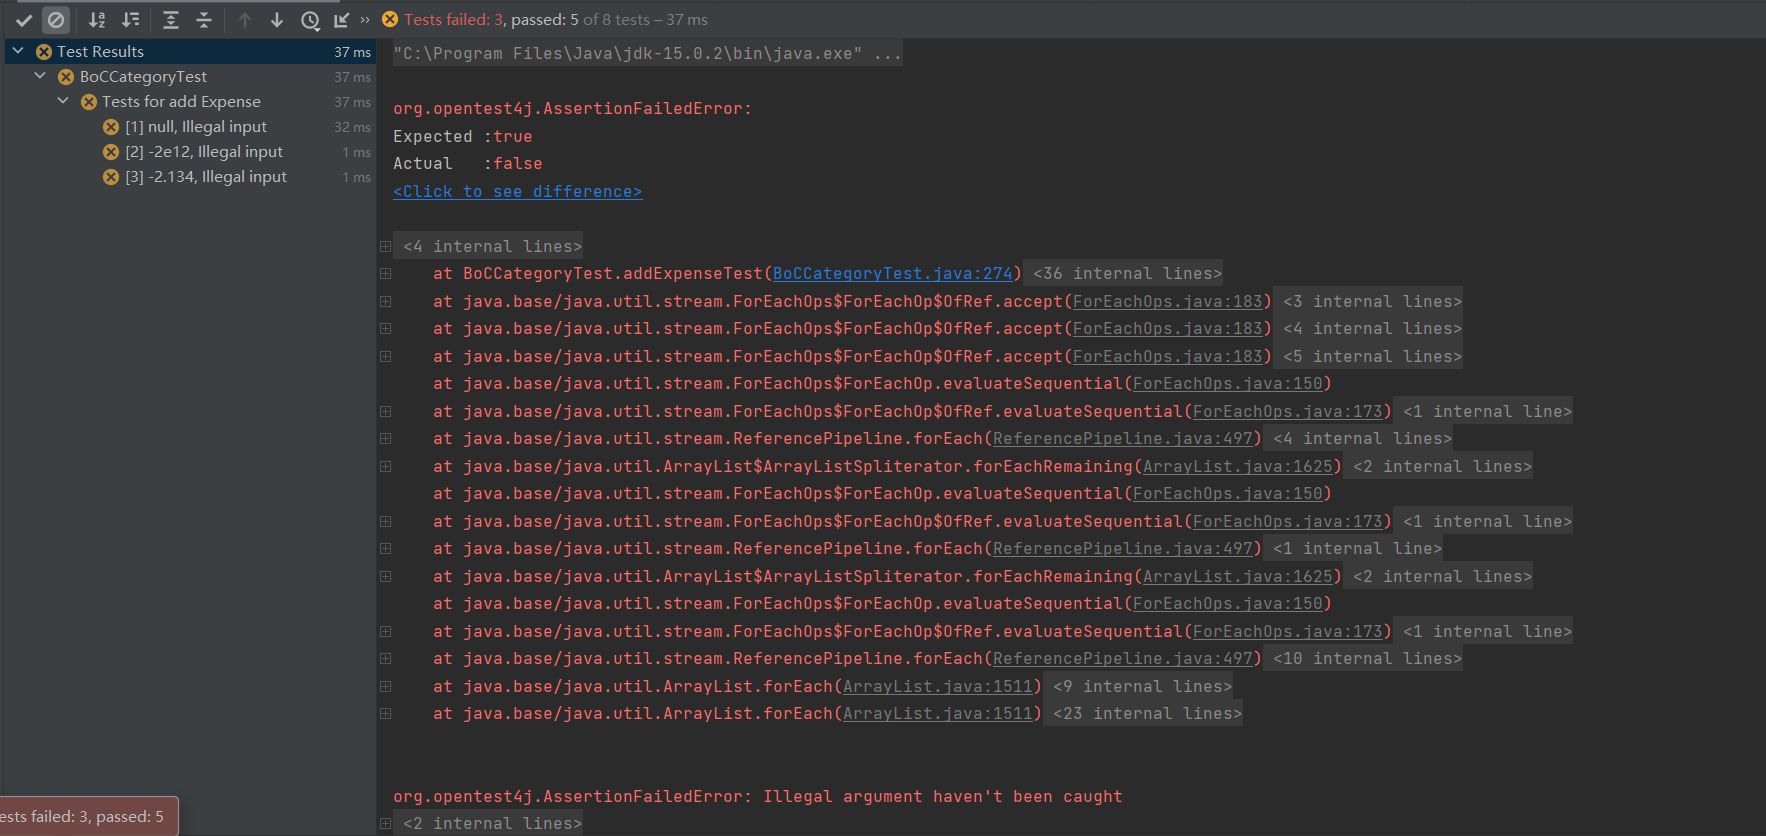 Tests failed: 3, passed: 5 of 8 tests – 37 ms
Test Results 37 ms
BoCCategoryTest 37 ms
Tests for add Expense 37 ms
[1] null, Illegal input 32 ms
[2] -2e12, Illegal input 1 ms
[3] -2.134, Illegal input 1 ms
"C:\Program Files\Java\jdk-15.0.2\bin\java.exe" ...
org.opentest4j.AssertionFailedError:
Expected :true
Actual   :false
<Click to see difference>
<4 internal lines>
at BoCCategoryTest.addExpenseTest(BoCCategoryTest.java:274) <36 internal lines>
at java.base/java.util.stream.ForEachOps$ForEachOp$OfRef.accept(ForEachOps.java:183) <3 internal lines>
at java.base/java.util.stream.ForEachOps$ForEachOp$OfRef.accept(ForEachOps.java:183) <4 internal lines>
at java.base/java.util.stream.ForEachOps$ForEachOp$OfRef.accept(ForEachOps.java:183) <5 internal lines>
at java.base/java.util.stream.ForEachOps$ForEachOp.evaluateSequential(ForEachOps.java:150)
at java.base/java.util.stream.ForEachOps$ForEachOp$OfRef.evaluateSequential(ForEachOps.java:173) <1 internal line>
at java.base/java.util.stream.ReferencePipeline.forEach(ReferencePipeline.java:497) <4 internal lines>
at java.base/java.util.ArrayList$ArrayListSpliterator.forEachRemaining(ArrayList.java:1625) <2 internal lines>
at java.base/java.util.stream.ForEachOps$ForEachOp.evaluateSequential(ForEachOps.java:150)
at java.base/java.util.stream.ForEachOps$ForEachOp$OfRef.evaluateSequential(ForEachOps.java:173) <1 internal line>
at java.base/java.util.stream.ReferencePipeline.forEach(ReferencePipeline.java:497) <1 internal line>
at java.base/java.util.ArrayList$ArrayListSpliterator.forEachRemaining(ArrayList.java:1625) <2 internal lines>
at java.base/java.util.stream.ForEachOps$ForEachOp.evaluateSequential(ForEachOps.java:150)
at java.base/java.util.stream.ForEachOps$ForEachOp$OfRef.evaluateSequential(ForEachOps.java:173) <1 internal line>
at java.base/java.util.stream.ReferencePipeline.forEach(ReferencePipeline.java:497) <10 internal lines>
at java.base/java.util.ArrayList.forEach(ArrayList.java:1511) <9 internal lines>
at java.base/java.util.ArrayList.forEach(ArrayList.java:1511) <23 internal lines>
org.opentest4j.AssertionFailedError: Illegal argument haven't been caught
<2 internal lines>
ests failed: 3, passed: 5